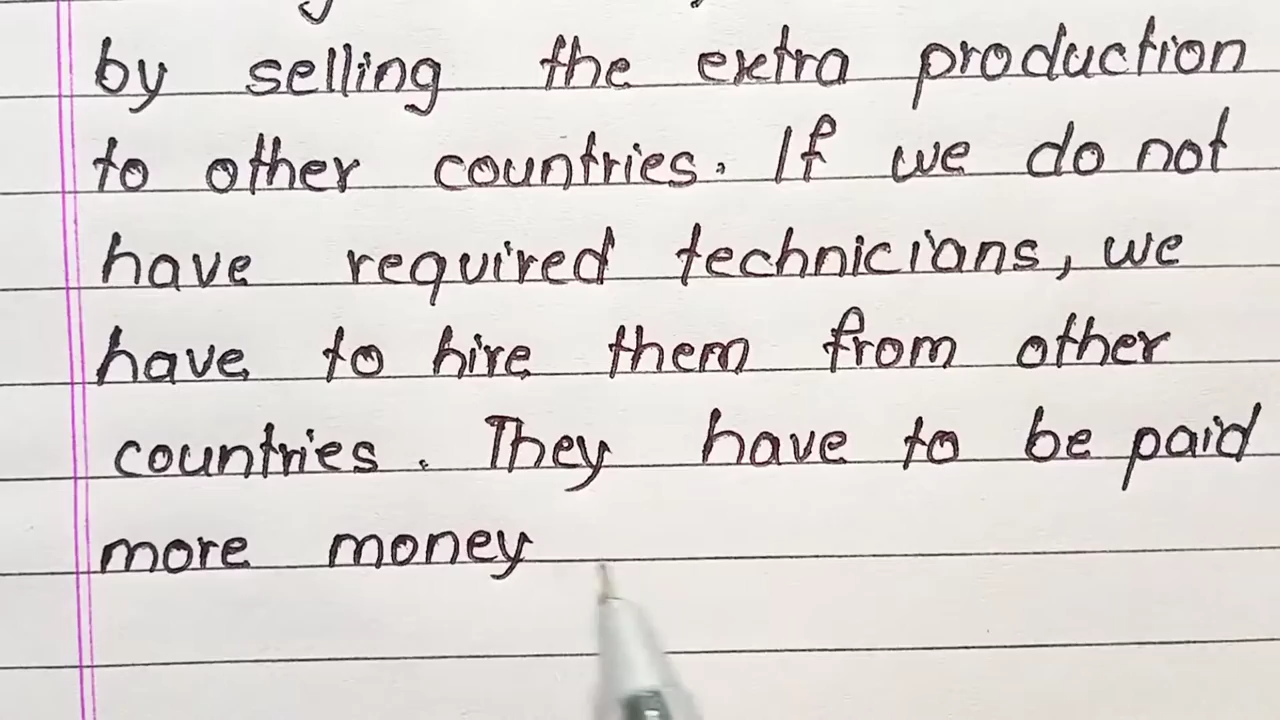 by selling the extra production
to other countries. If we do not
have required technicians, we
have to hire them from other
countries. They have to be paid
more money